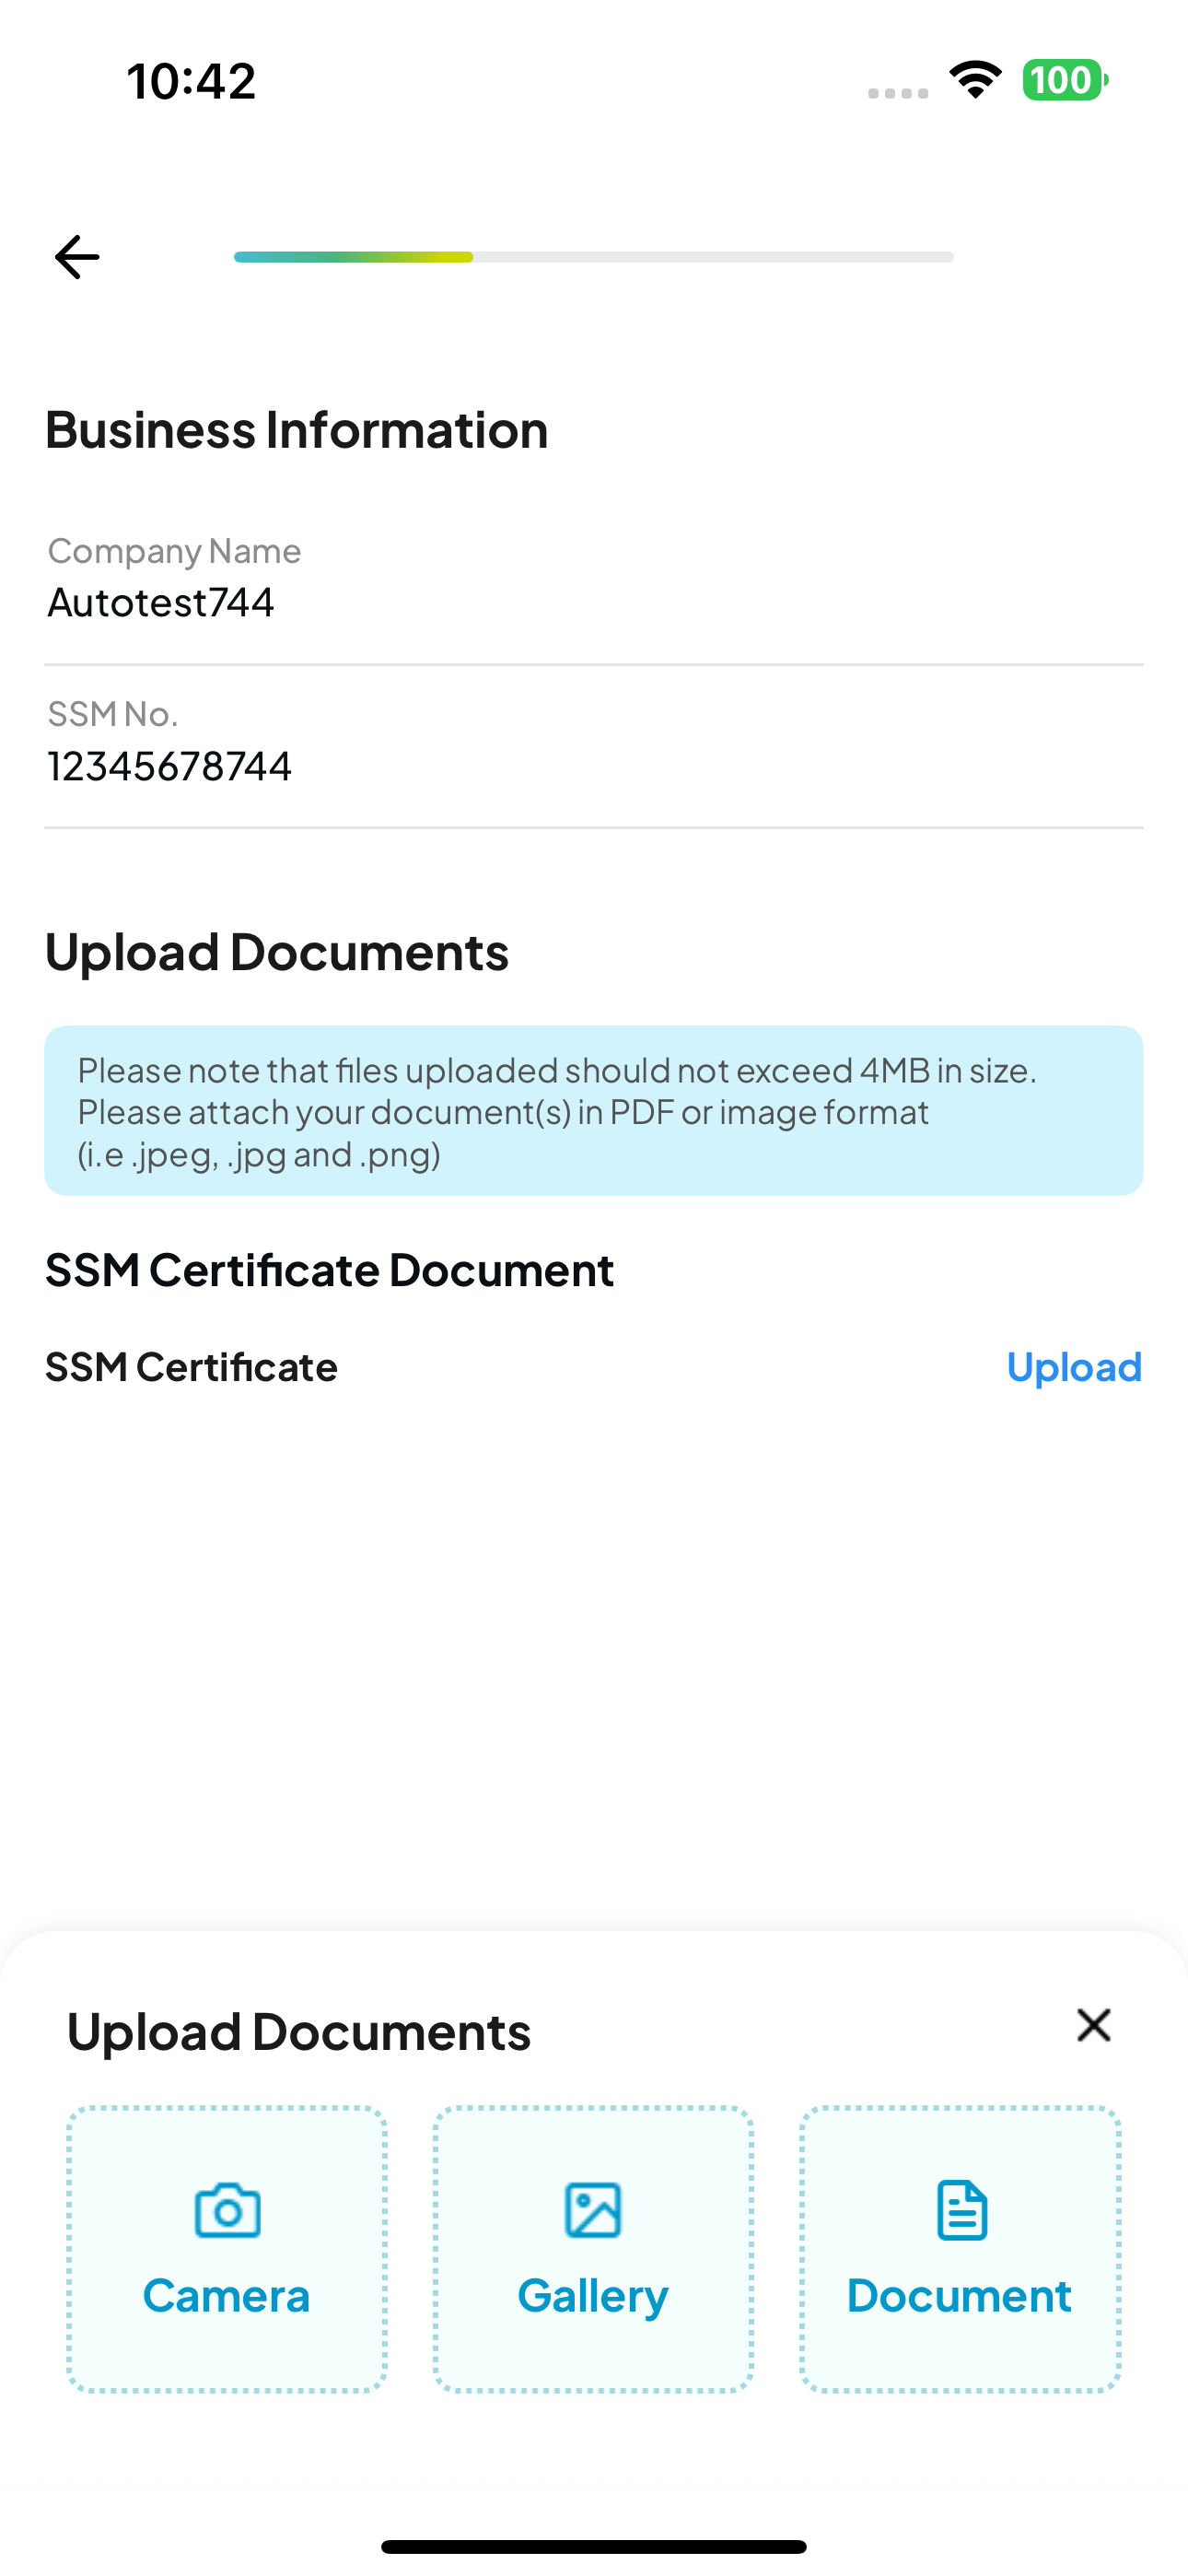 10:42
100
Business Information
Company Name
Autotest744
SSM No.
12345678744
Upload Documents
Please note that files uploaded should not exceed 4MB in size.
Please attach your document(s) in PDF or image format
(i.e .jpeg, .jpg and .png)
SSM Certificate Document
SSM Certificate
Upload
Upload Documents
Camera
Gallery
Document